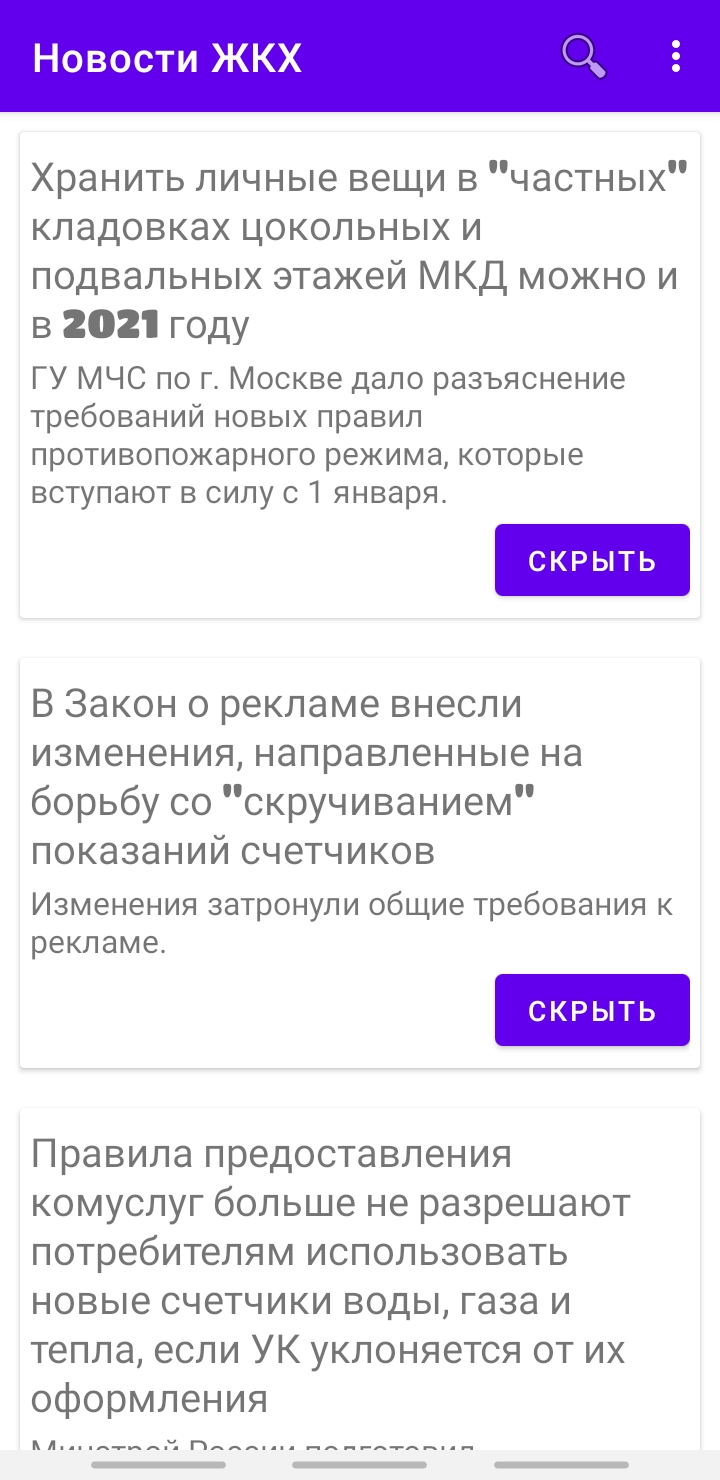 Новости ЖКХ
Хранить личные вещи в "частных"
кладовках цокольных и
подвальных этажей МКД можно и
в 2021 году
ГУ МЧС по г. Москве дало разъяснение
требований новых правил
противопожарного режима, которые
вступают в силу с 1 января.
СКРЫТЬ
В Закон о рекламе внесли
изменения, направленные на
борьбу со "скручиванием"
показаний счетчиков
Изменения затронули общие требования к
рекламе.
СКРЫТЬ
Правила предоставления
комуслуг больше не разрешают
потребителям использовать
новые счетчики воды, газа и
тепла, если УК уклоняется от их
оформления
Минстрой России подготовил